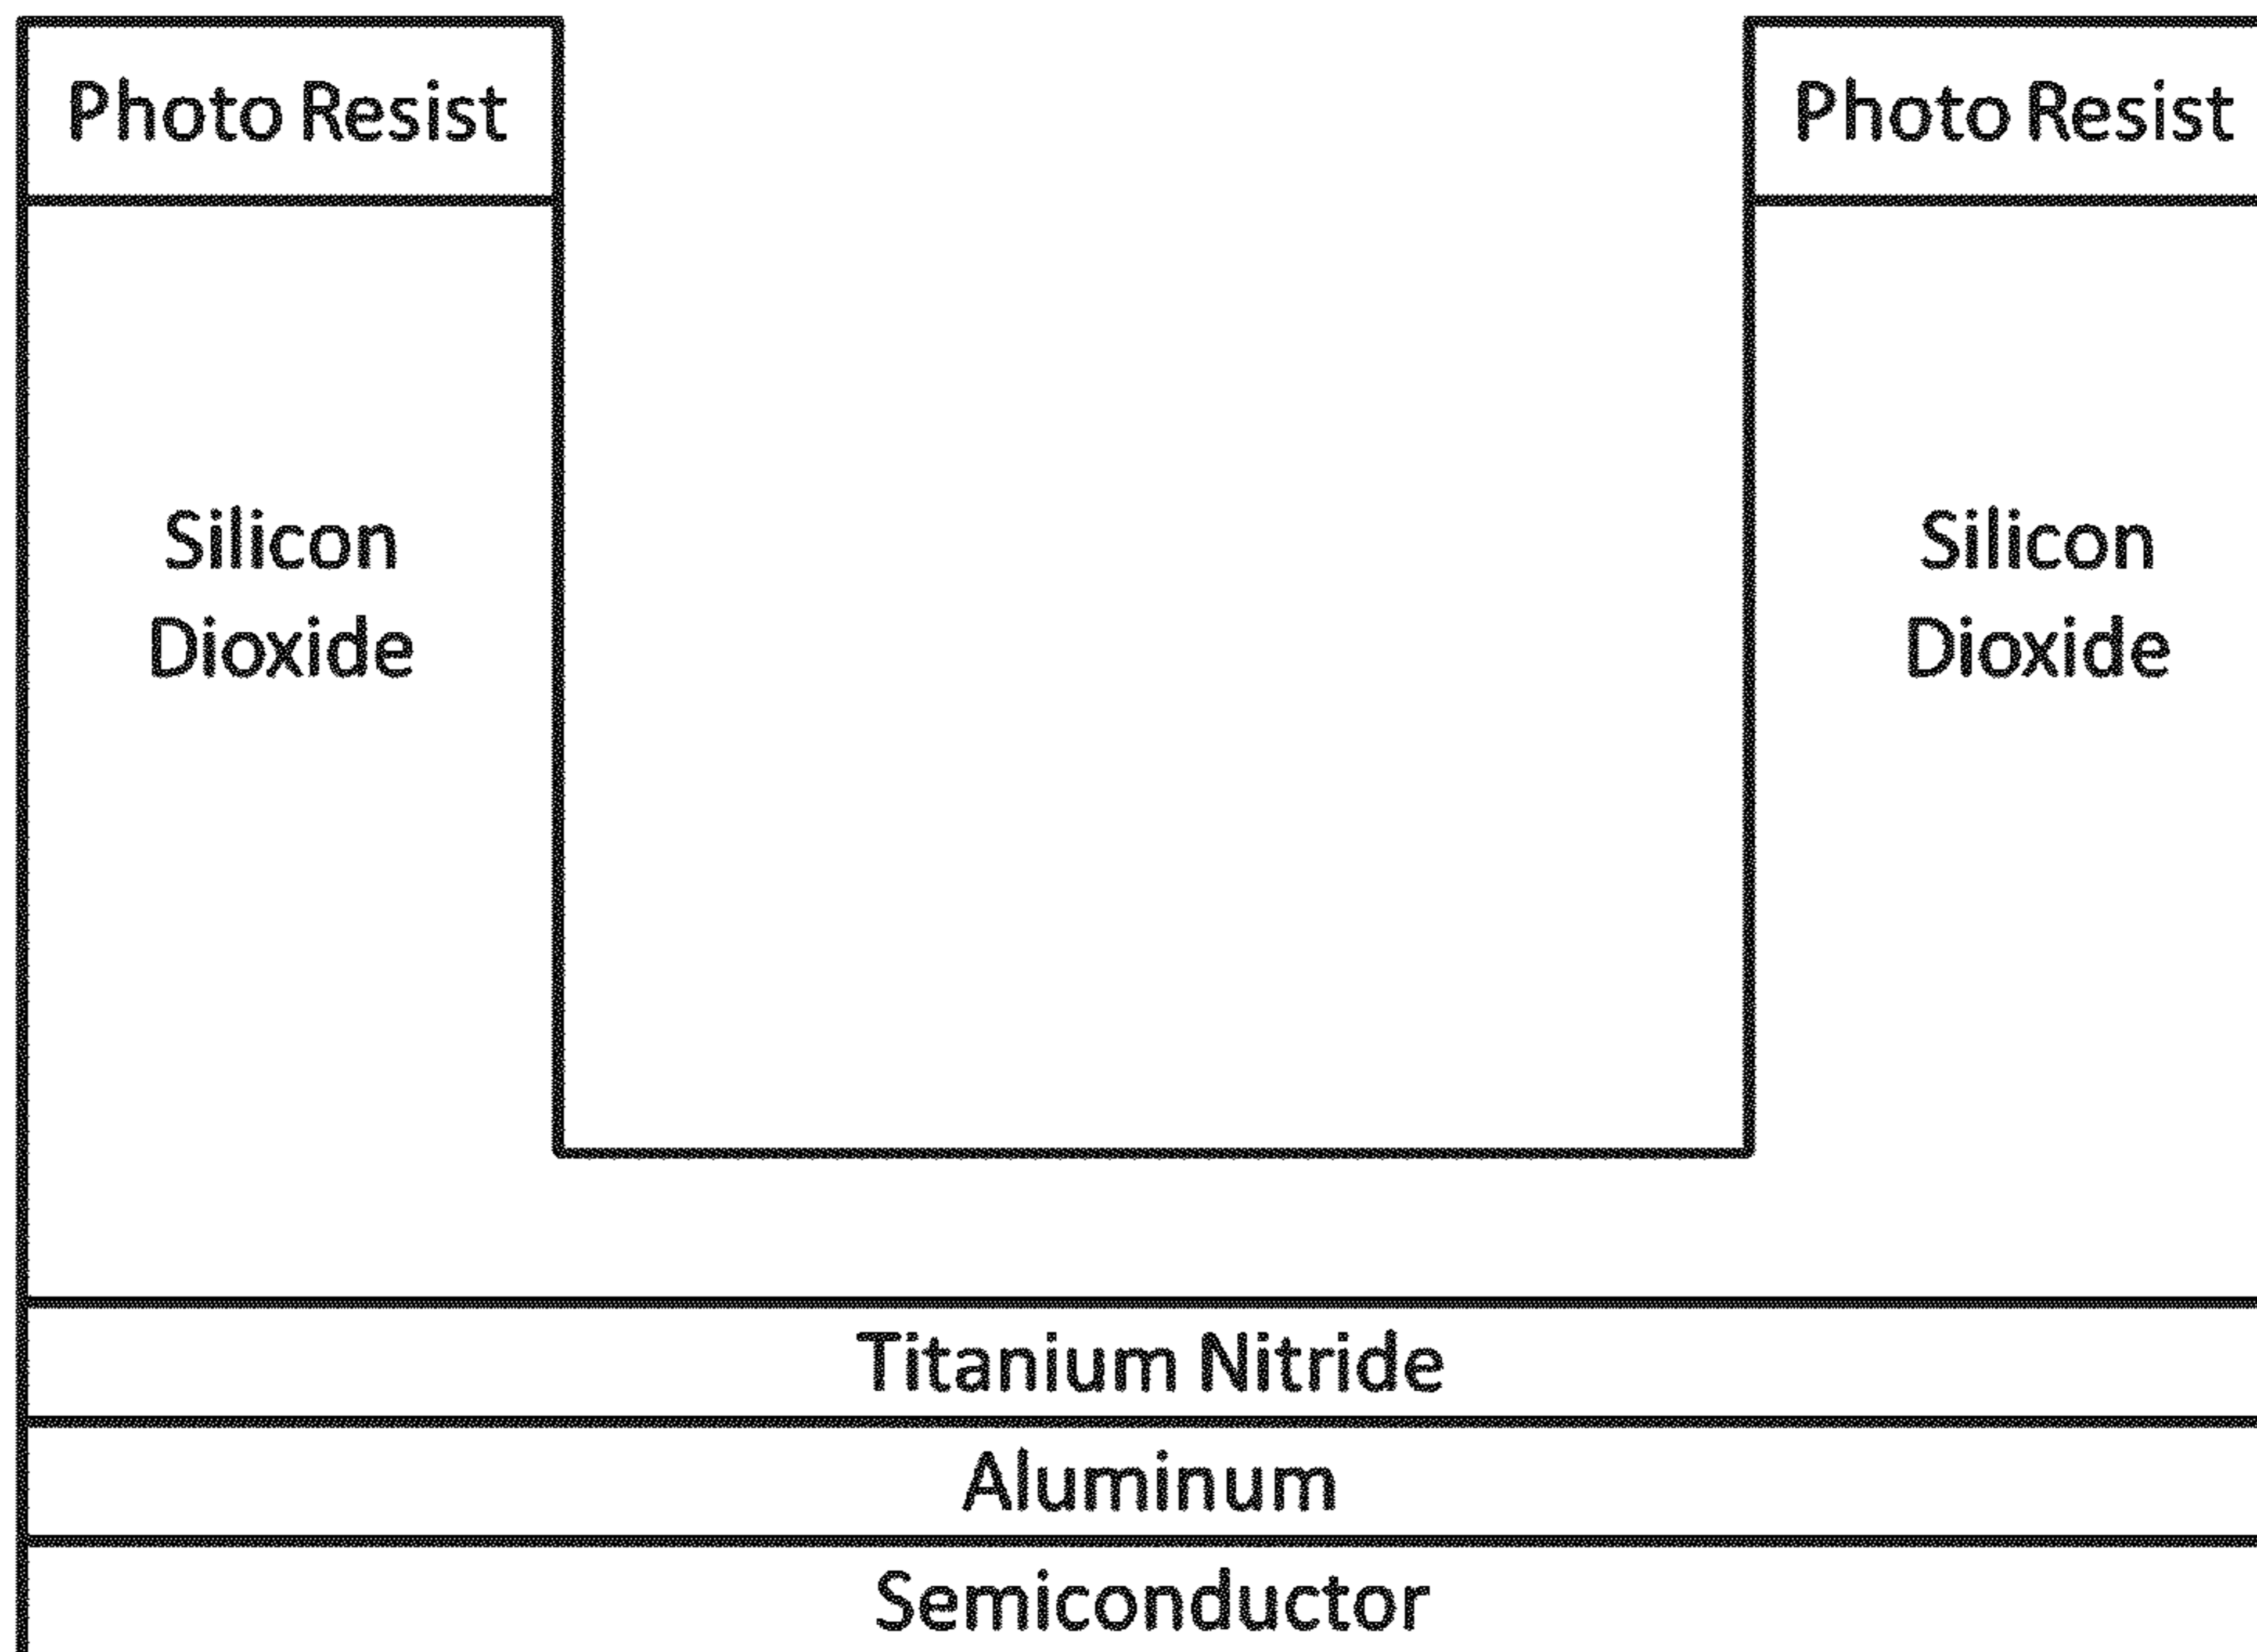 Photo Resist
Photo Resist
Silicon
Dioxide
Silicon
Dioxide
Titanium Nitride
Aluminum
Semiconductor